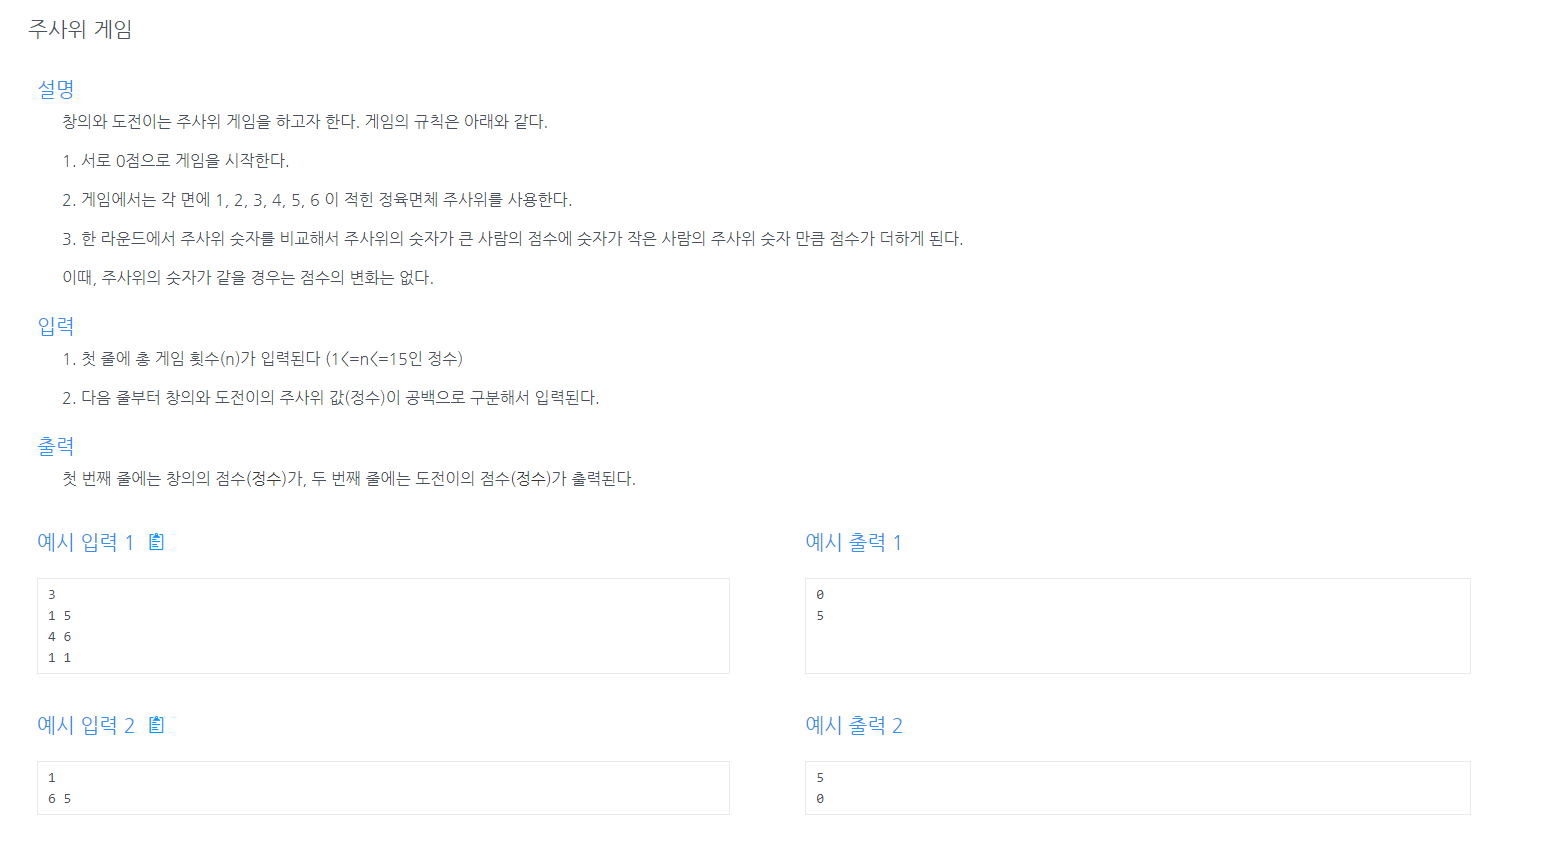 주사위 게임
설명
창의와 도전이는 주사위 게임을 하고자 한다. 게임의 규칙은 아래와 같다.
1. 서로 0점으로 게임을 시작한다.
2. 게임에서는 각 면에 1, 2, 3, 4, 5, 6 이 적힌 정육면체 주사위를 사용한다.
3. 한 라운드에서 주사위 숫자를 비교해서 주사위의 숫자가 큰 사람의 점수에 숫자가 작은 사람의 주사위 숫자 만큼 점수가 더하게 된다.
이때, 주사위의 숫자가 같을 경우는 점수의 변화는 없다.
입력
1. 첫 줄에 총 게임 횟수(n)가 입력된다 (1<=n<=15인 정수)
2. 다음 줄부터 창의와 도전이의 주사위 값(정수)이 공백으로 구분해서 입력된다.
출력
첫 번째 줄에는 창의의 점수(정수)가, 두 번째 줄에는 도전이의 점수(정수)가 출력된다.
예시 입력 1
3
1 5
4 6
1 1
예시 출력 1
0
5
예시 입력 2
1
6 5
예시 출력 2
5
0